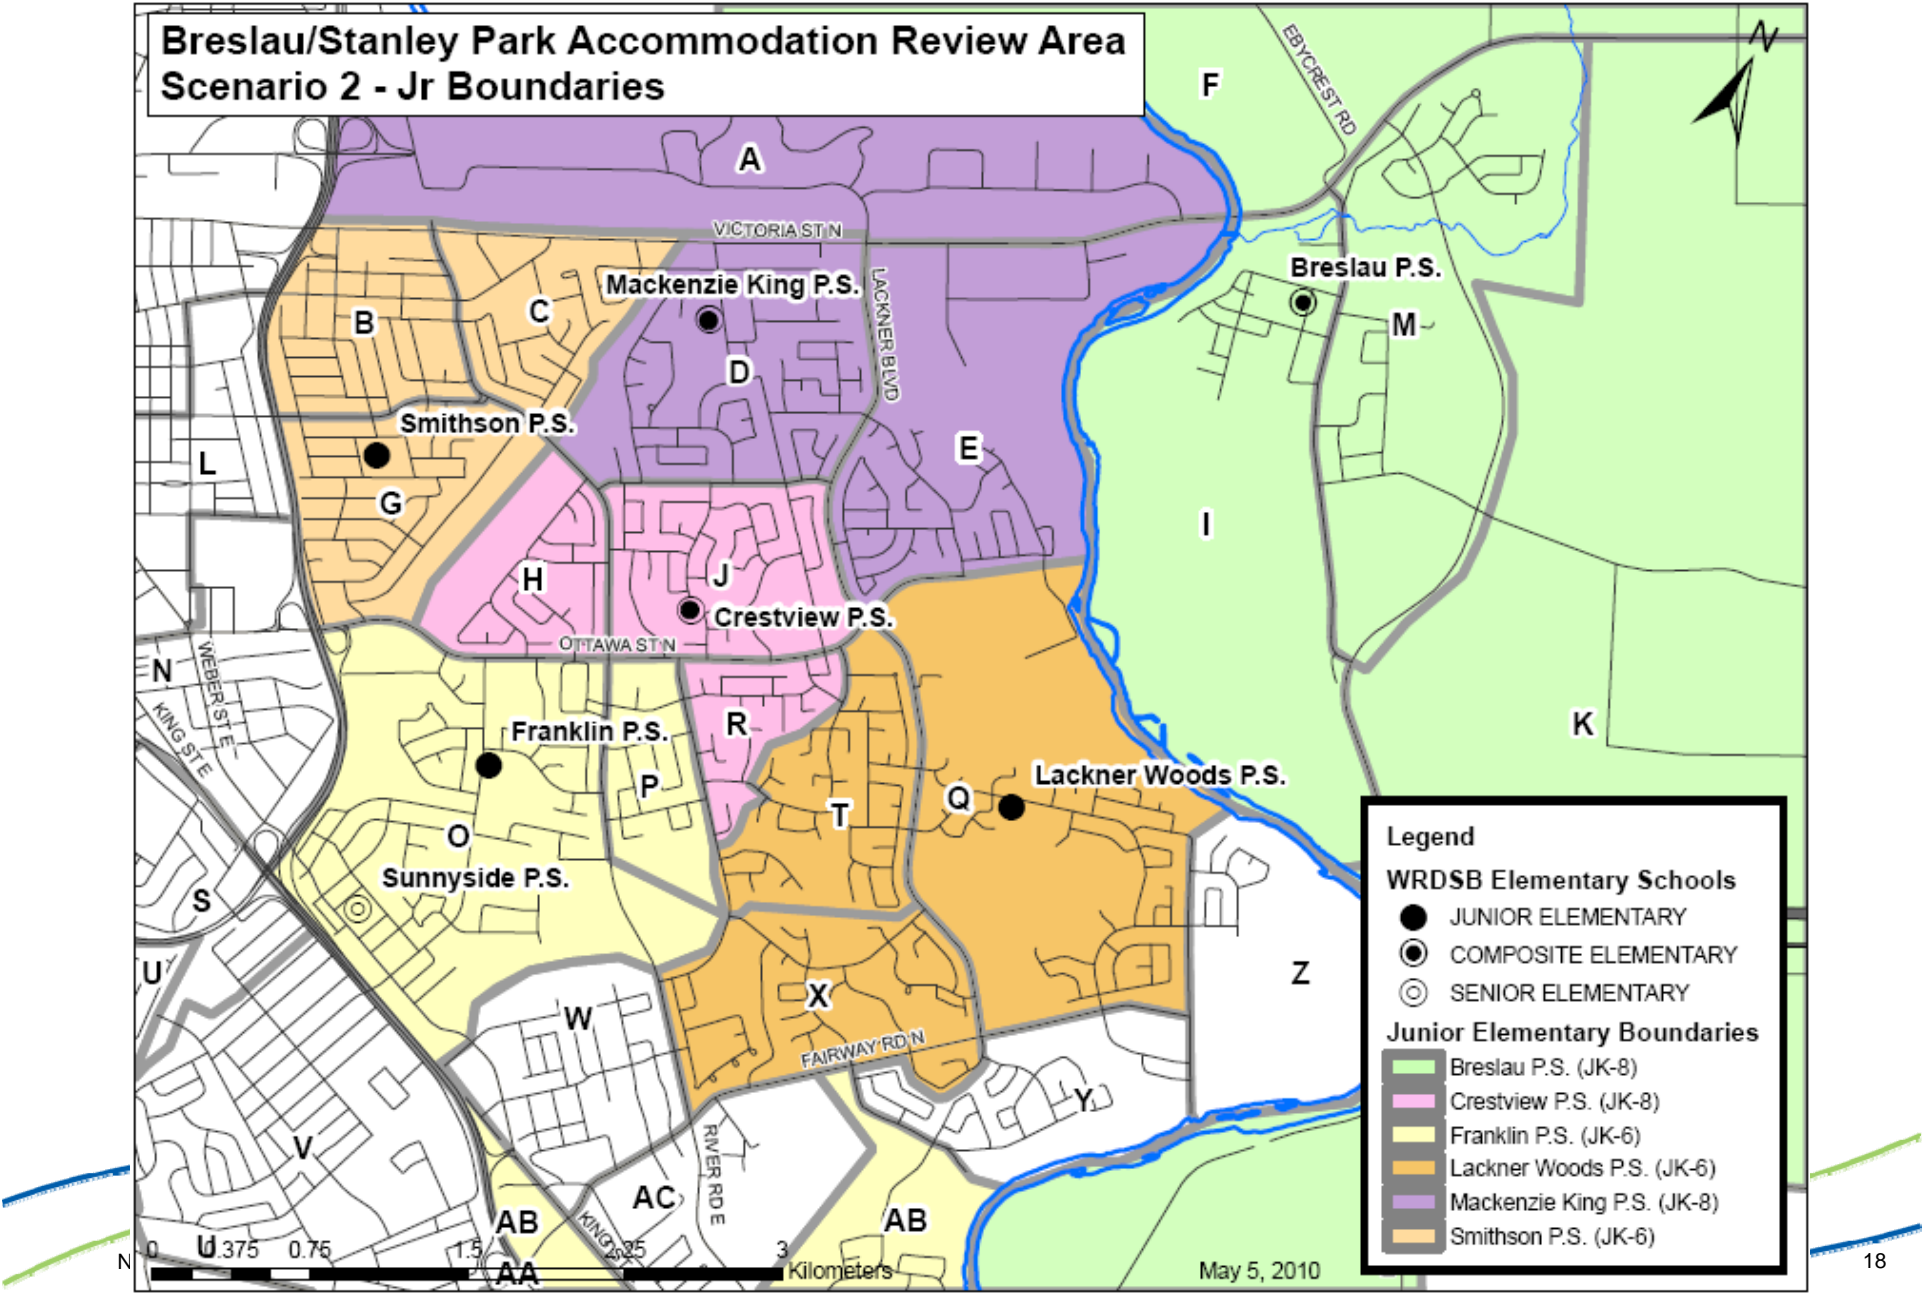 Breslau/Stanley Park Accommodation Review Area
Scenario 2 - Jr Boundaries
N
F
EBYCREST RD
A
VICTORIA ST N
Breslau P.S.
Mackenzie King P.S.
LACKNER BLVD
B
C
M
D
Smithson P.S.
E
L
G
I
H
J
Crestview P.S.
OTTAWA ST N
N
WEBER ST E
KING ST E
R
Franklin P.S.
K
P
Lackner Woods P.S.
Q
T
O
Sunnyside P.S.
S
U
Z
X
W
FAIRWAY RD N
Y
V
RIVER RD E
AC
AB
AB
KING ST
U
AA
0 0.375 0.75 1.5 2.25 3
Kilometers
May 5, 2010
Legend
WRDSB Elementary Schools
JUNIOR ELEMENTARY
COMPOSITE ELEMENTARY
SENIOR ELEMENTARY
Junior Elementary Boundaries
Breslau P.S. (JK-8)
Crestview P.S. (JK-8)
Franklin P.S. (JK-6)
Lackner Woods P.S. (JK-6)
Mackenzie King P.S. (JK-8)
Smithson P.S. (JK-6)
N
18